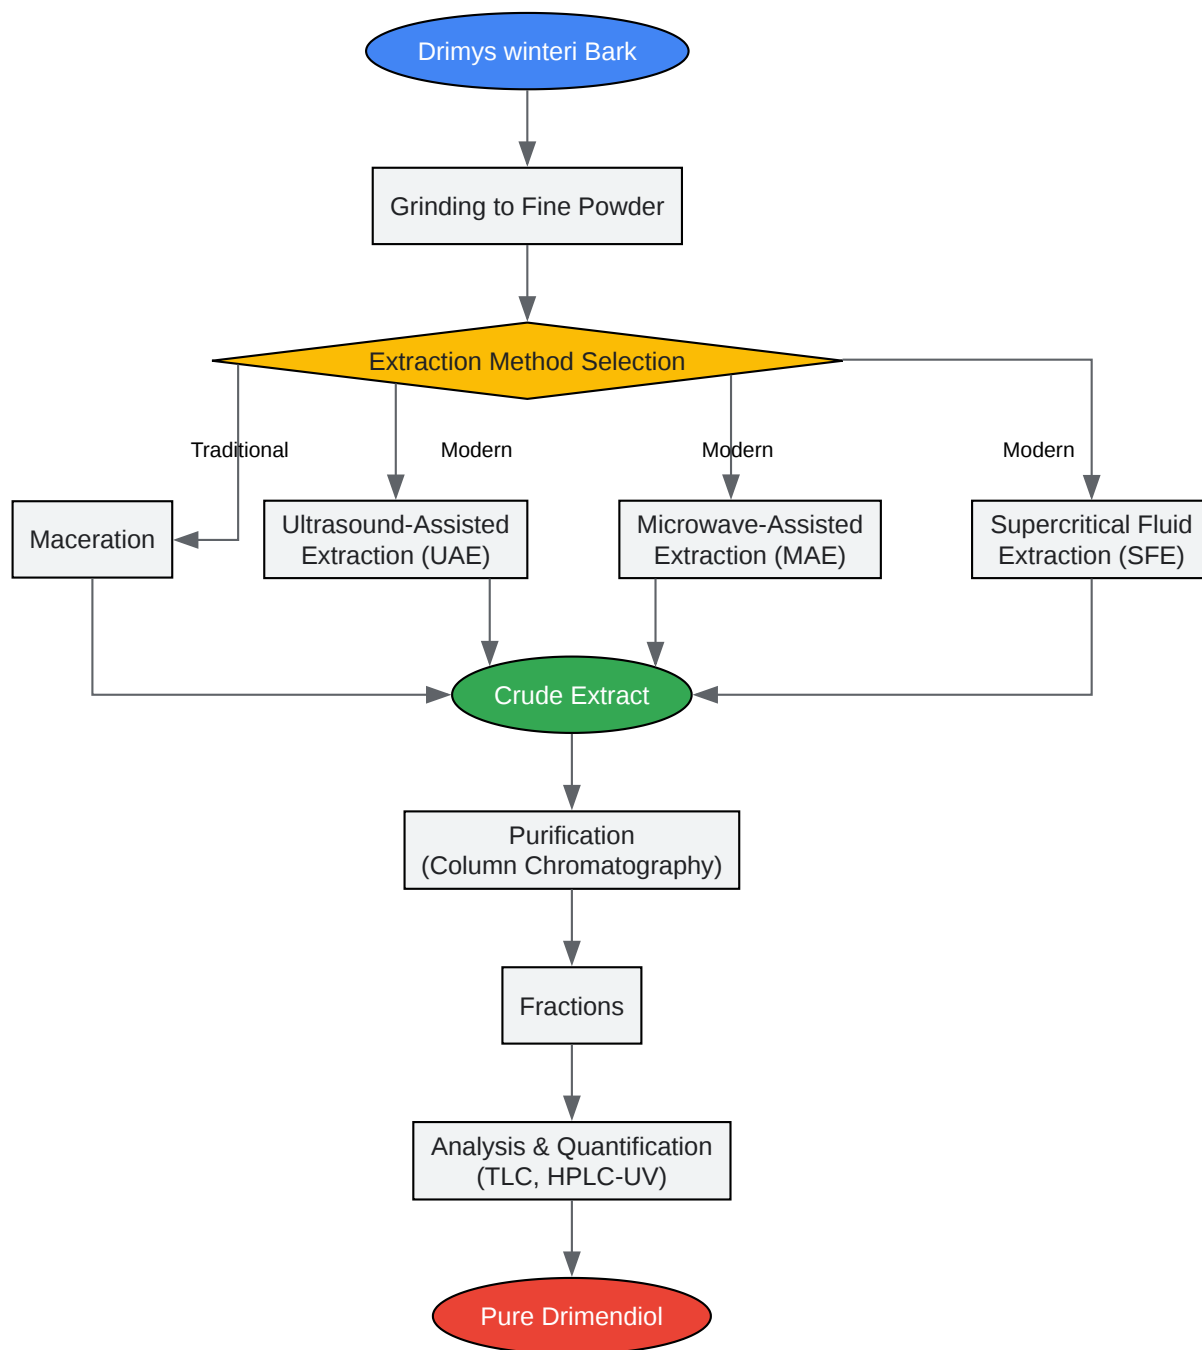 Drimys winteri Bark
Grinding to Fine Powder
Extraction Method Selection
Traditional
Modern
Modern
Modern
Maceration
Ultrasound-Assisted
Extraction (UAE)
Microwave-Assisted
Extraction (MAE)
Supercritical Fluid
Extraction (SFE)
Crude Extract
Purification
(Column Chromatography)
Fractions
Analysis & Quantification
(TLC, HPLC-UV)
Pure Drimendiol